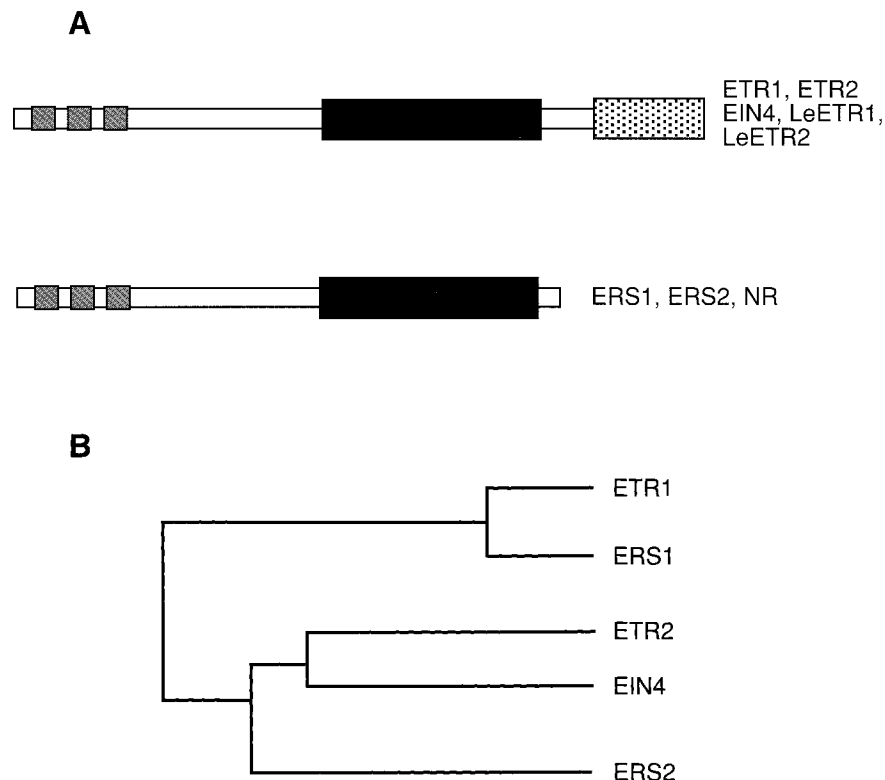 A
ETR1, ETR2
EIN4, LeETR1,
LeETR2
ERS1, ERS2, NR
B
ETR1
ERS1
ETR2
EIN4
ERS2